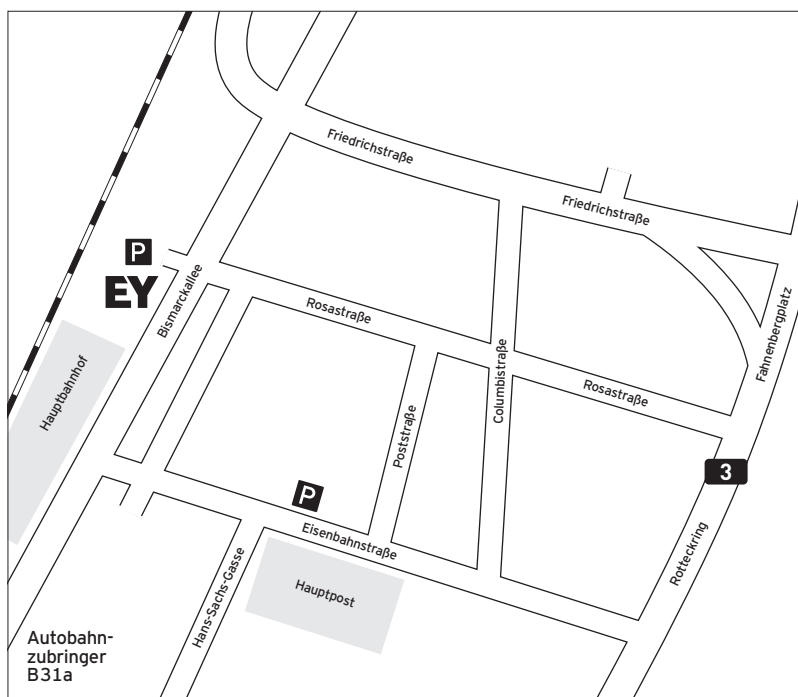 Friedrichstraße
Friedrichstraße
P
EY
Bismarckallee
Fahnenbergplatz
Rosastraße
Hauptbahnhof
Columbistraße
Rosastraße
Poststraße
3
P
Eisenbahnstraße
Rotteckring
Hans-Sachs-Gasse
Hauptpost
Autobahn-
zubringer
B31a